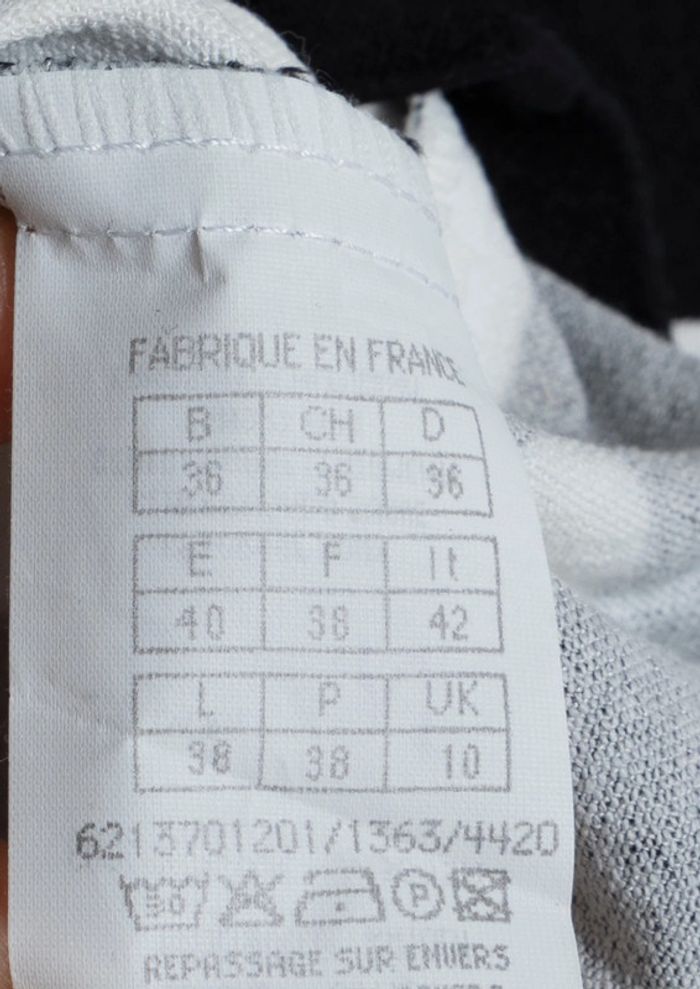 FABRIQUE EN FRANCE
B CH D
36 36 36
E F It
40 38 42
L P UK
38 38 10
6213701201/1363/4420
30 P
REPASSAGE SUR ENVERS